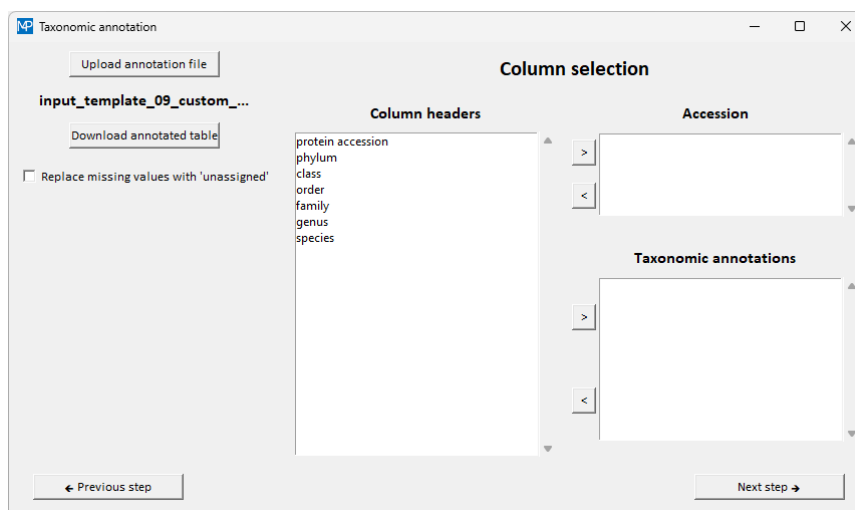 MP Taxonomic annotation
Upload annotation file
input_template_09_custom_...
Download annotated table
Replace missing values with 'unassigned'
Column selection
Column headers
protein accession
phylum
class
order
family
genus
species
Accession
>
<
Taxonomic annotations
>
<
← Previous step
Next step →